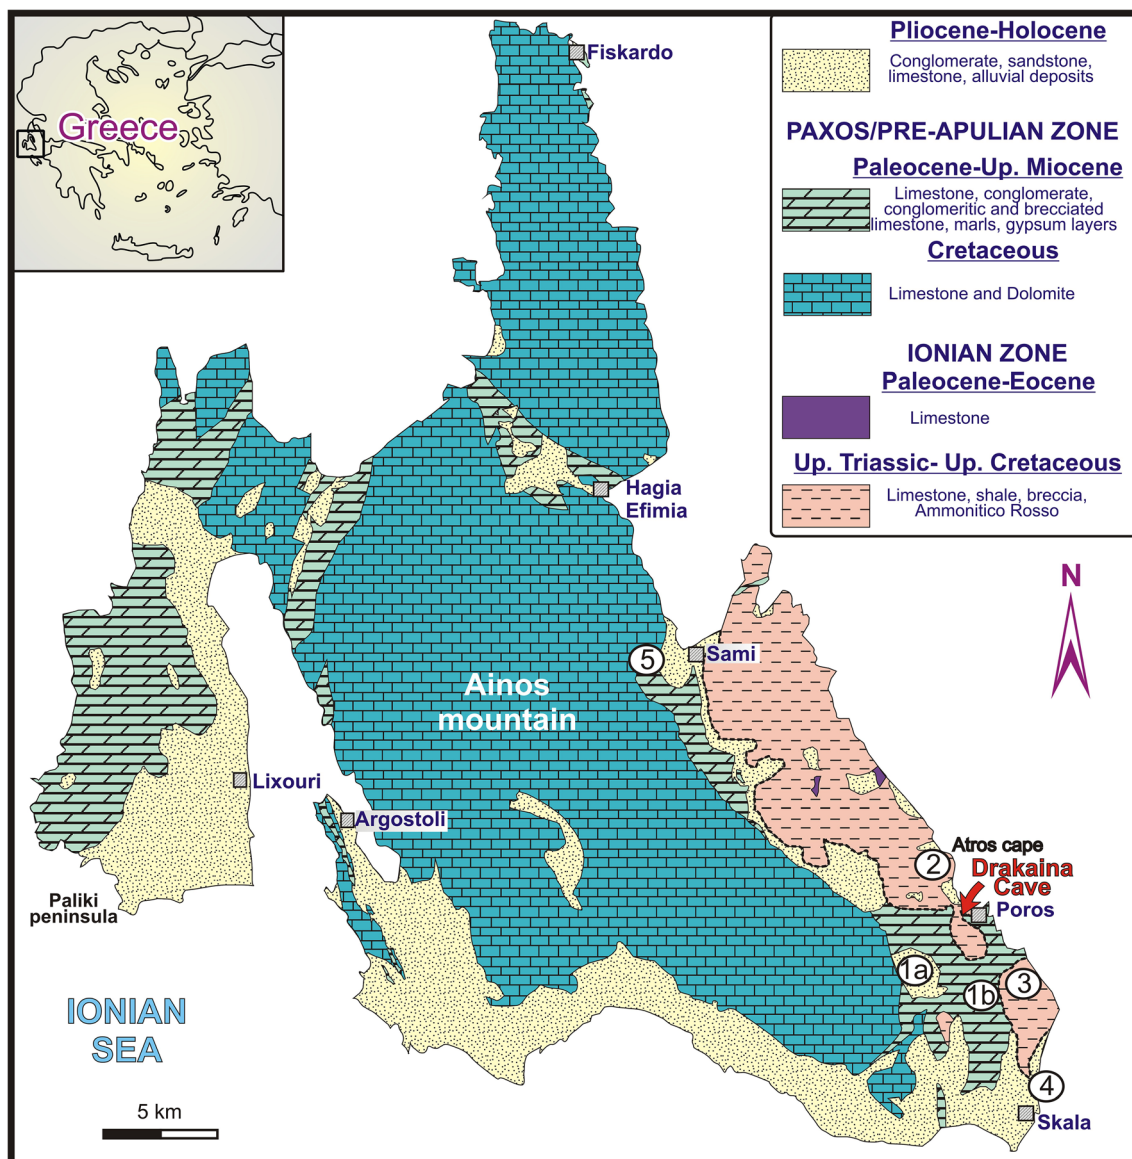 Greece
Pliocene-Holocene
Conglomerate, sandstone,
limestone, alluvial deposits
PAXOS/PRE-APULIAN ZONE
Paleocene-Up. Miocene
Limestone, conglomerate,
conglomeritic and brecciated
limestone, marls, gypsum layers
Cretaceous
Limestone and Dolomite
IONIAN ZONE
Paleocene-Eocene
Limestone
Up. Triassic- Up. Cretaceous
Limestone, shale, breccia,
Ammonitico Rosso
N
Fiskardo
Hagia
Efimia
5
Sami
Ainos
mountain
Lixouri
Argostoli
Paliki
peninsula
2
Atros cape
Drakaina
Cave
Poros
1a
1b
3
4
Skala
IONIAN
SEA
5 km